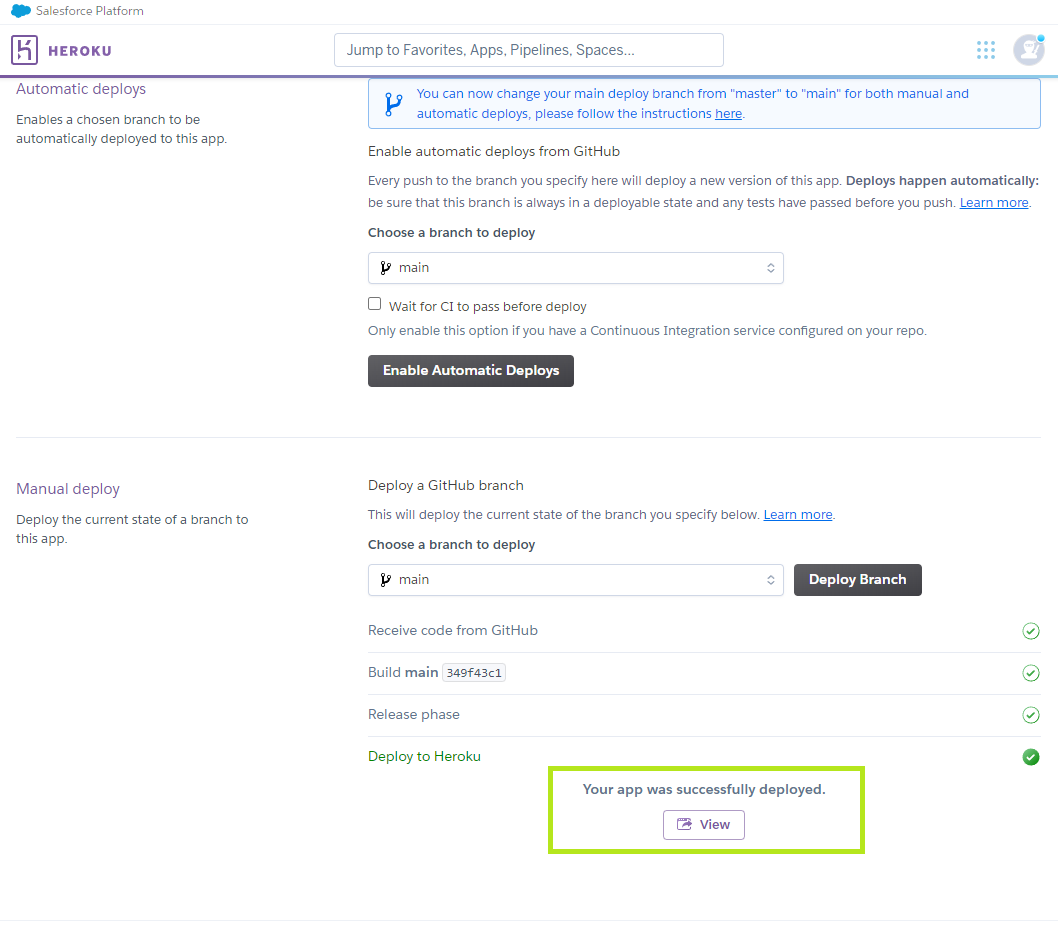 Salesforce Platform
HEROKU
Jump to Favorites, Apps, Pipelines, Spaces...
Automatic deploys
Enables a chosen branch to be
automatically deployed to this app.
You can now change your main deploy branch from "master" to "main" for both manual and
automatic deploys, please follow the instructions here.
Enable automatic deploys from GitHub
Every push to the branch you specify here will deploy a new version of this app. Deploys happen automatically:
be sure that this branch is always in a deployable state and any tests have passed before you push. Learn more.
Choose a branch to deploy
main
Wait for CI to pass before deploy
Only enable this option if you have a Continuous Integration service configured on your repo.
Enable Automatic Deploys
Manual deploy
Deploy the current state of a branch to
this app.
Deploy a GitHub branch
This will deploy the current state of the branch you specify below. Learn more.
Choose a branch to deploy
main
Deploy Branch
Receive code from GitHub
Build main 349f43c1
Release phase
Deploy to Heroku
Your app was successfully deployed.
View